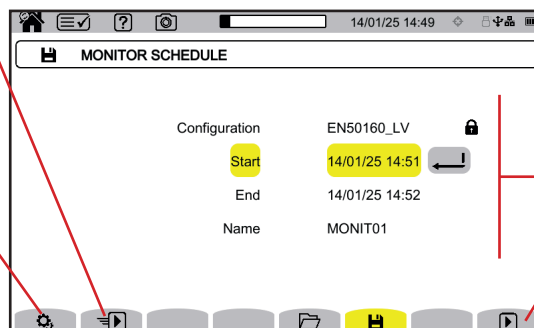 14/01/25 14:49
MONITOR SCHEDULE
Configuration EN50160_LV
Start 14/01/25 14:51
End 14/01/25 14:52
Name MONIT01